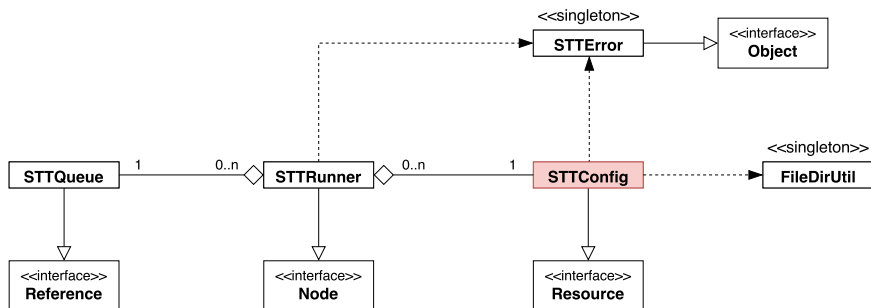 <<singleton>>
STTError
<<interface>>
Object
<<singleton>>
1
0..n
0..n
1
STTQueue
STTRunner
STTConfig
FileDirUtil
<<interface>>
Reference
<<interface>>
Node
<<interface>>
Resource